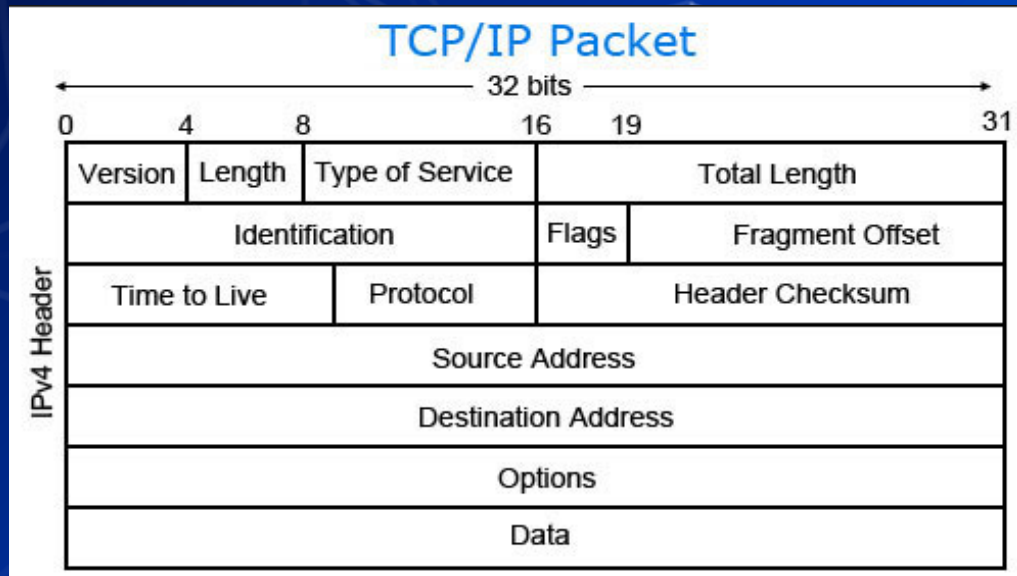 TCP/IP Packet
32 bits
0 4 8 16 19 31
Version Length Type of Service Total Length
Identification Flags Fragment Offset
Time to Live Protocol Header Checksum
Source Address
Destination Address
Options
Data
IPv4 Header